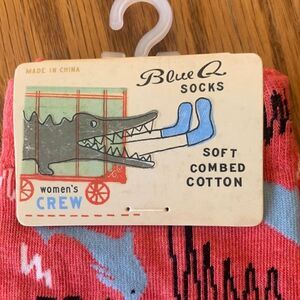 MADE IN CHINA
Blue Q
SOCKS
SOFT
COMBED
COTTON
women's
CREW